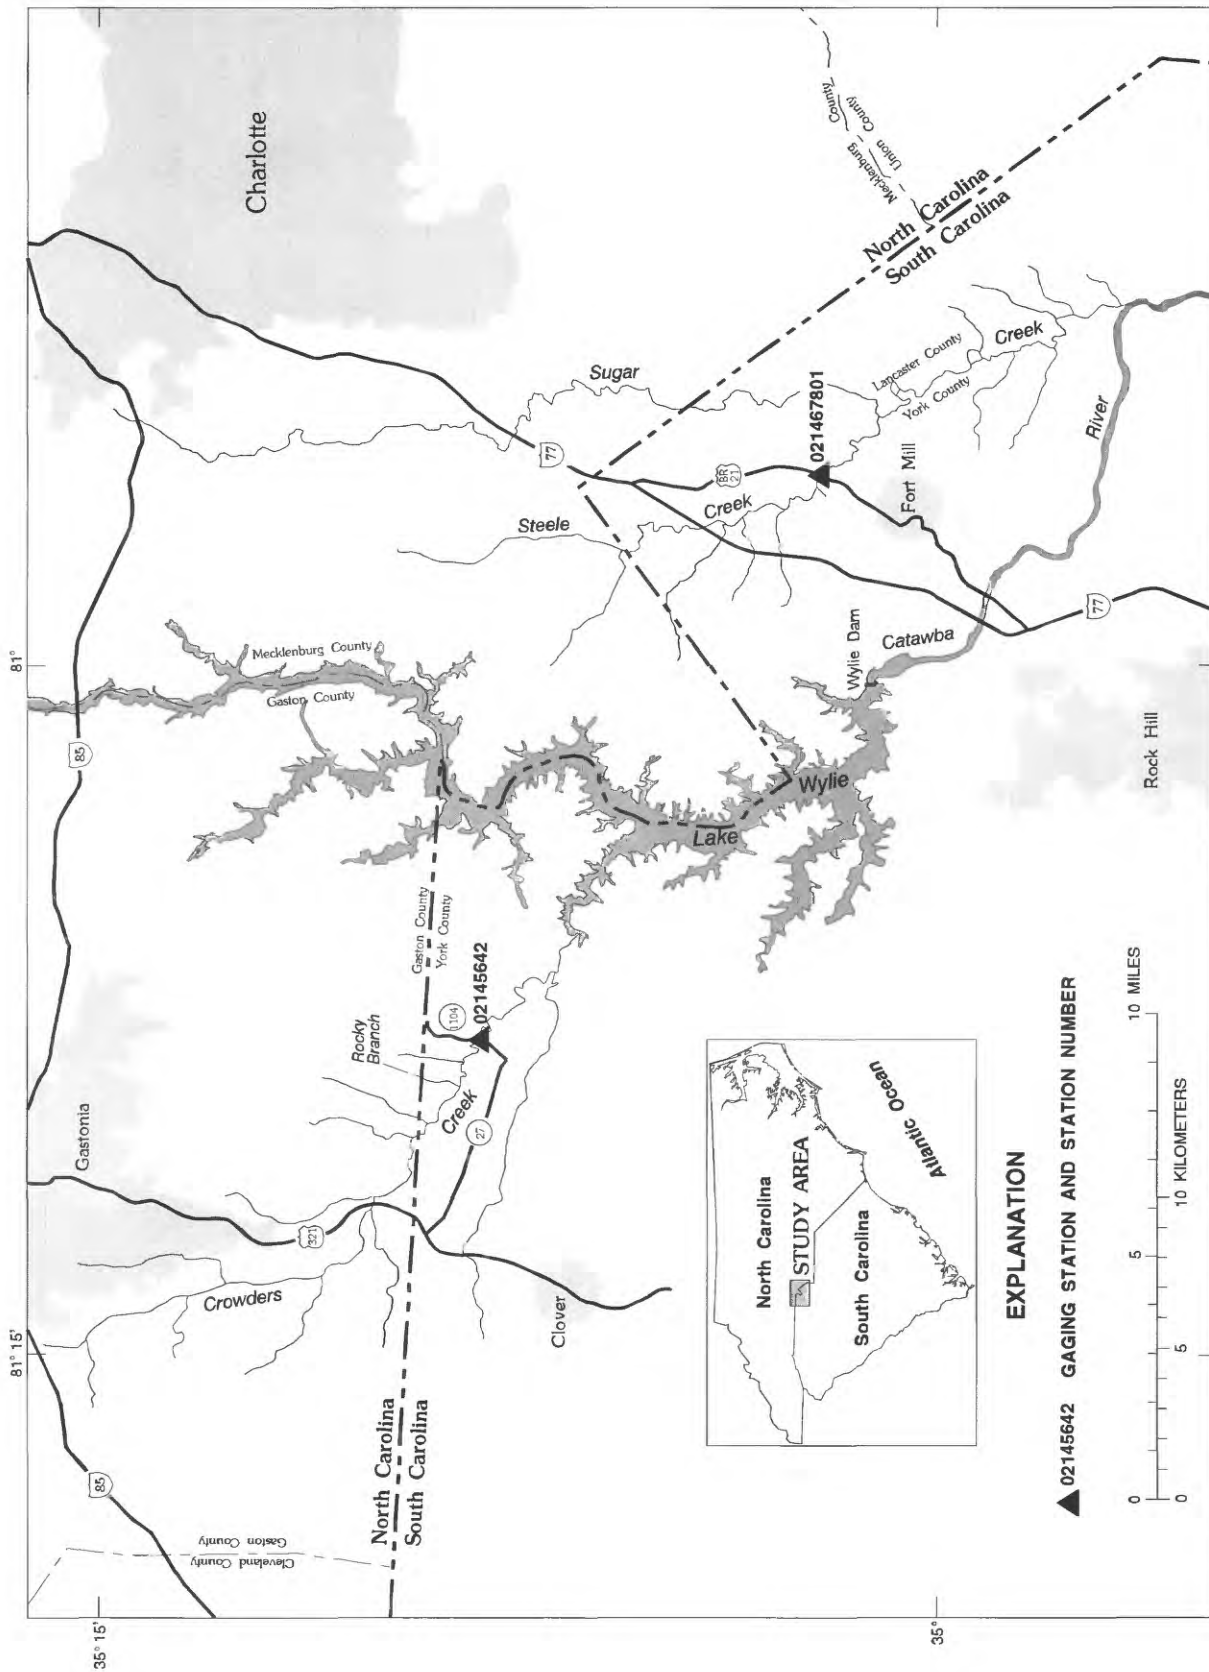 81° 15'
81°
35° 15'
35°
Cleveland County
Gaston County
85
Crowders
321
Gastonia
85
Gaston County
Mecklenburg County
Charlotte
North Carolina
South Carolina
Clover
27
Creek
Rocky
Branch
1104
02145642
Gaston County
York County
Lake
Wylie
Wylie Dam
Catawba
River
Steele
Creek
77
Sugar
Creek
BR
21
021467801
Fort Mill
77
Rock Hill
Lancaster County
York County
North Carolina
South Carolina
Mecklenburg County
Union County
North Carolina
STUDY AREA
South Carolina
Atlantic Ocean
EXPLANATION
02145642 GAGING STATION AND STATION NUMBER
0 5 10 MILES
0 5 10 KILOMETERS